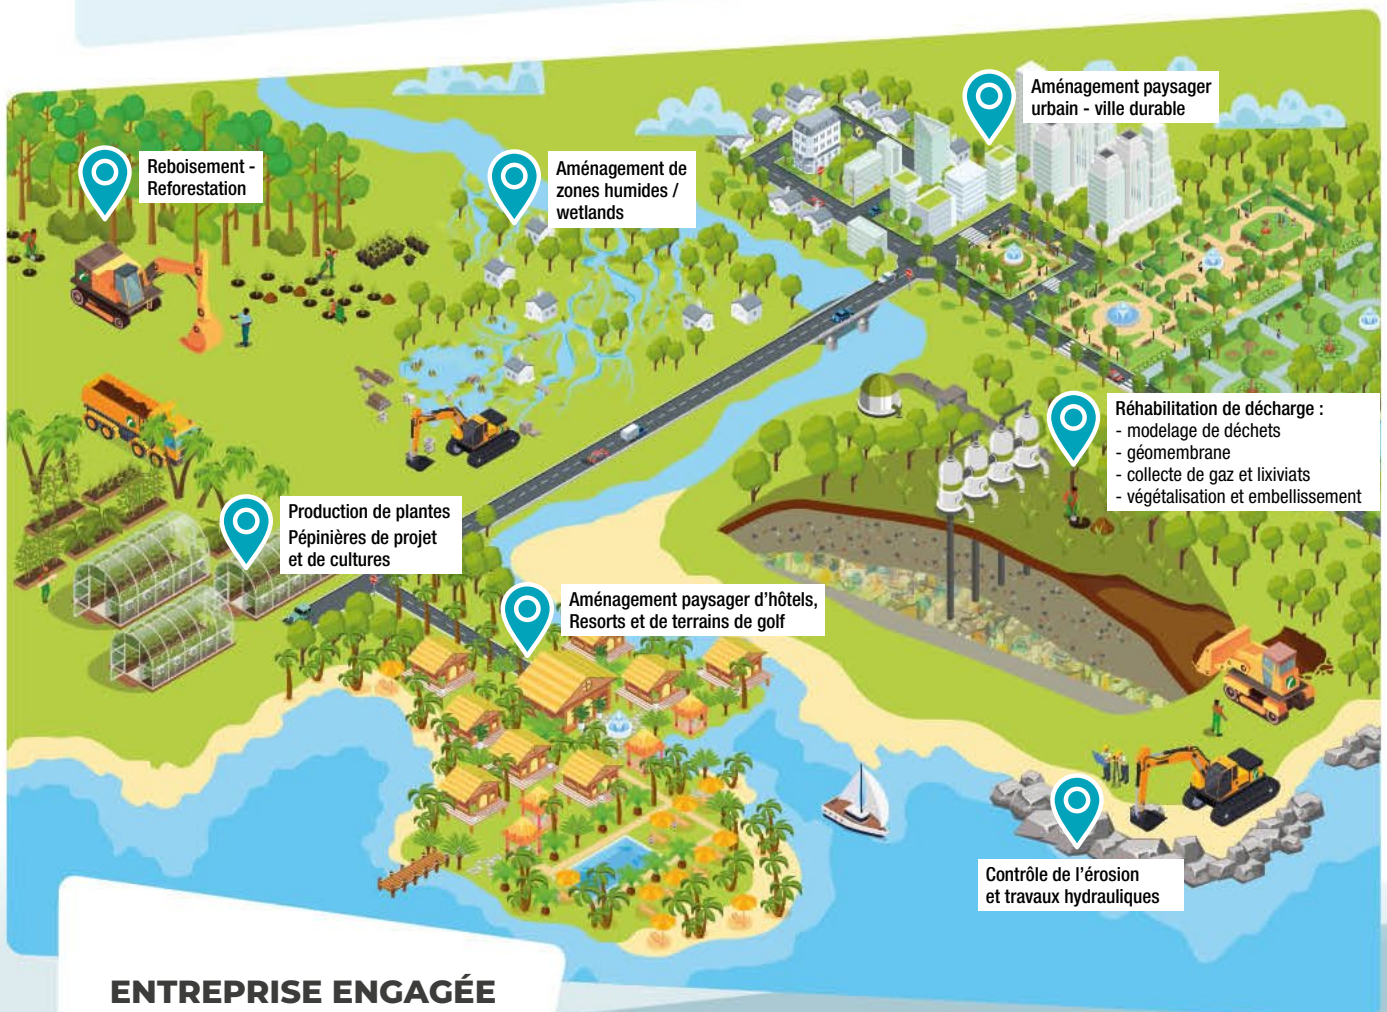 Aménagement paysager
urbain - ville durable
Reboisement -
Reforestation
Aménagement de
zones humides /
wetlands
Réhabilitation de décharge :
- modelage de déchets
- géomembrane
- collecte de gaz et lixiviats
- végétalisation et embellissement
Production de plantes
Pépinières de projet
et de cultures
Aménagement paysager d'hôtels,
Resorts et de terrains de golf
Contrôle de l'érosion
et travaux hydrauliques
ENTREPRISE ENGAGÉE